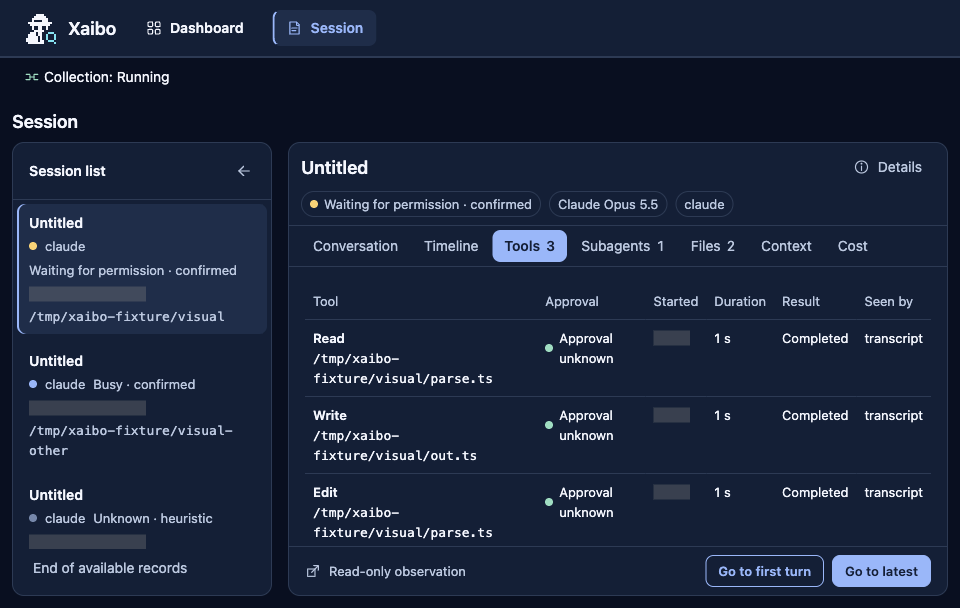 Xaibo
Dashboard
Session
Collection: Running
Session
Session list
Untitled
claude
Waiting for permission · confirmed
/tmp/xaibo-fixture/visual
Untitled
claude Busy · confirmed
/tmp/xaibo-fixture/visual-
other
Untitled
claude Unknown · heuristic
End of available records
Untitled
Details
Waiting for permission · confirmed
Claude Opus 5.5
claude
Conversation Timeline Tools 3 Subagents 1 Files 2 Context Cost
Tool Approval Started Duration Result Seen by
Read
/tmp/xaibo-
fixture/visual/parse.ts
Approval
unknown
1 s
Completed
transcript
Write
/tmp/xaibo-
fixture/visual/out.ts
Approval
unknown
1 s
Completed
transcript
Edit
/tmp/xaibo-
fixture/visual/parse.ts
Approval
unknown
1 s
Completed
transcript
Read-only observation
Go to first turn
Go to latest